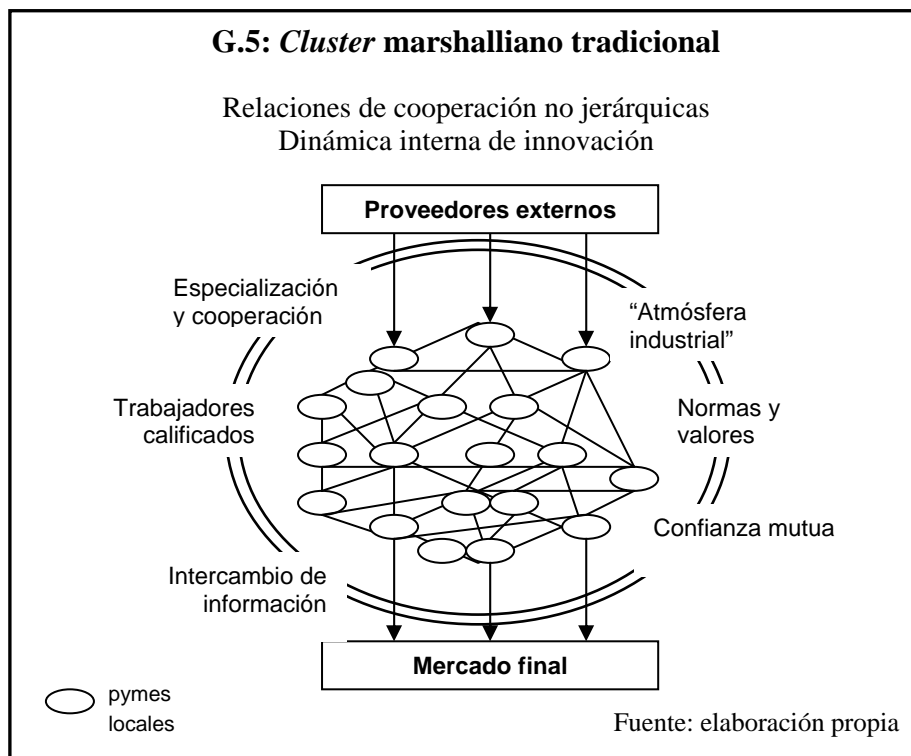 G.5: Cluster marshalliano tradicional
Relaciones de cooperación no jerárquicas
Dinámica interna de innovación
Proveedores externos
Especialización
y cooperación
“Atmósfera
industrial”
Trabajadores
calificados
Normas y
valores
Confianza mutua
Intercambio de
información
Mercado final
pymes
locales
Fuente: elaboración propia